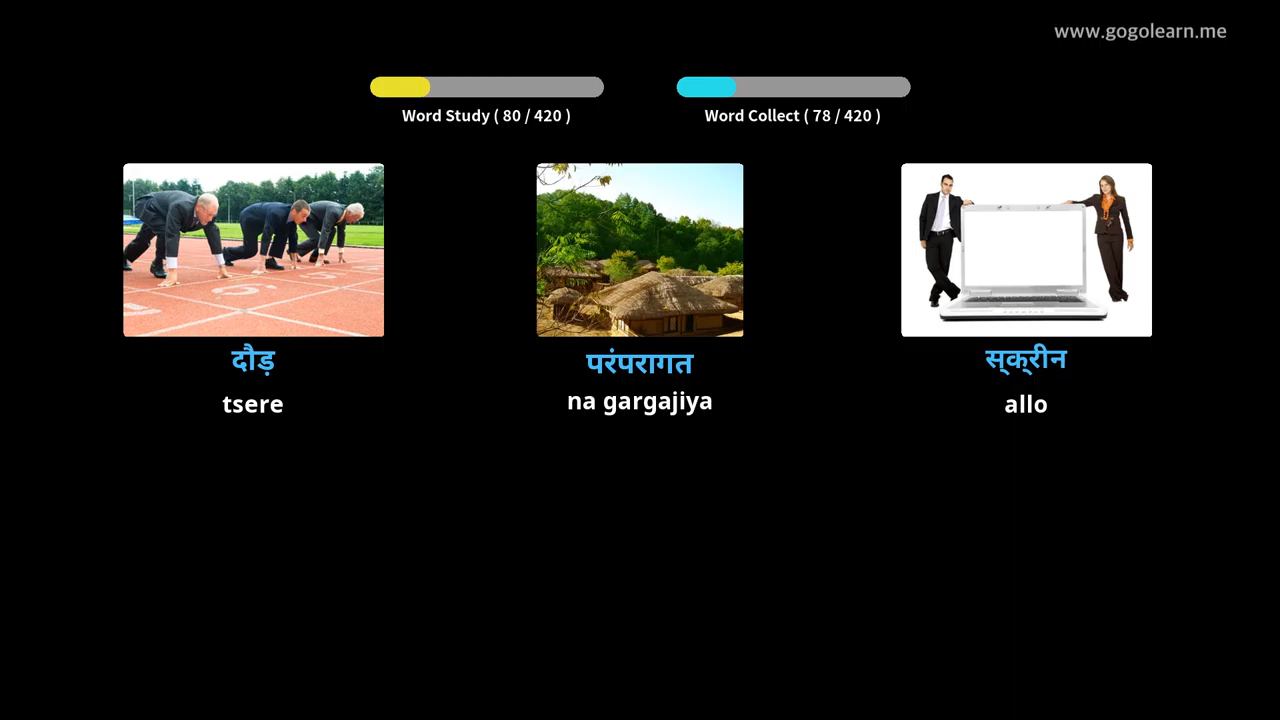 www.gogolearn.me
Word Study ( 80 / 420 )
Word Collect ( 78 / 420 )
दौड़
tsere
परंपरागत
na gargajiya
स्क्रीन
allo